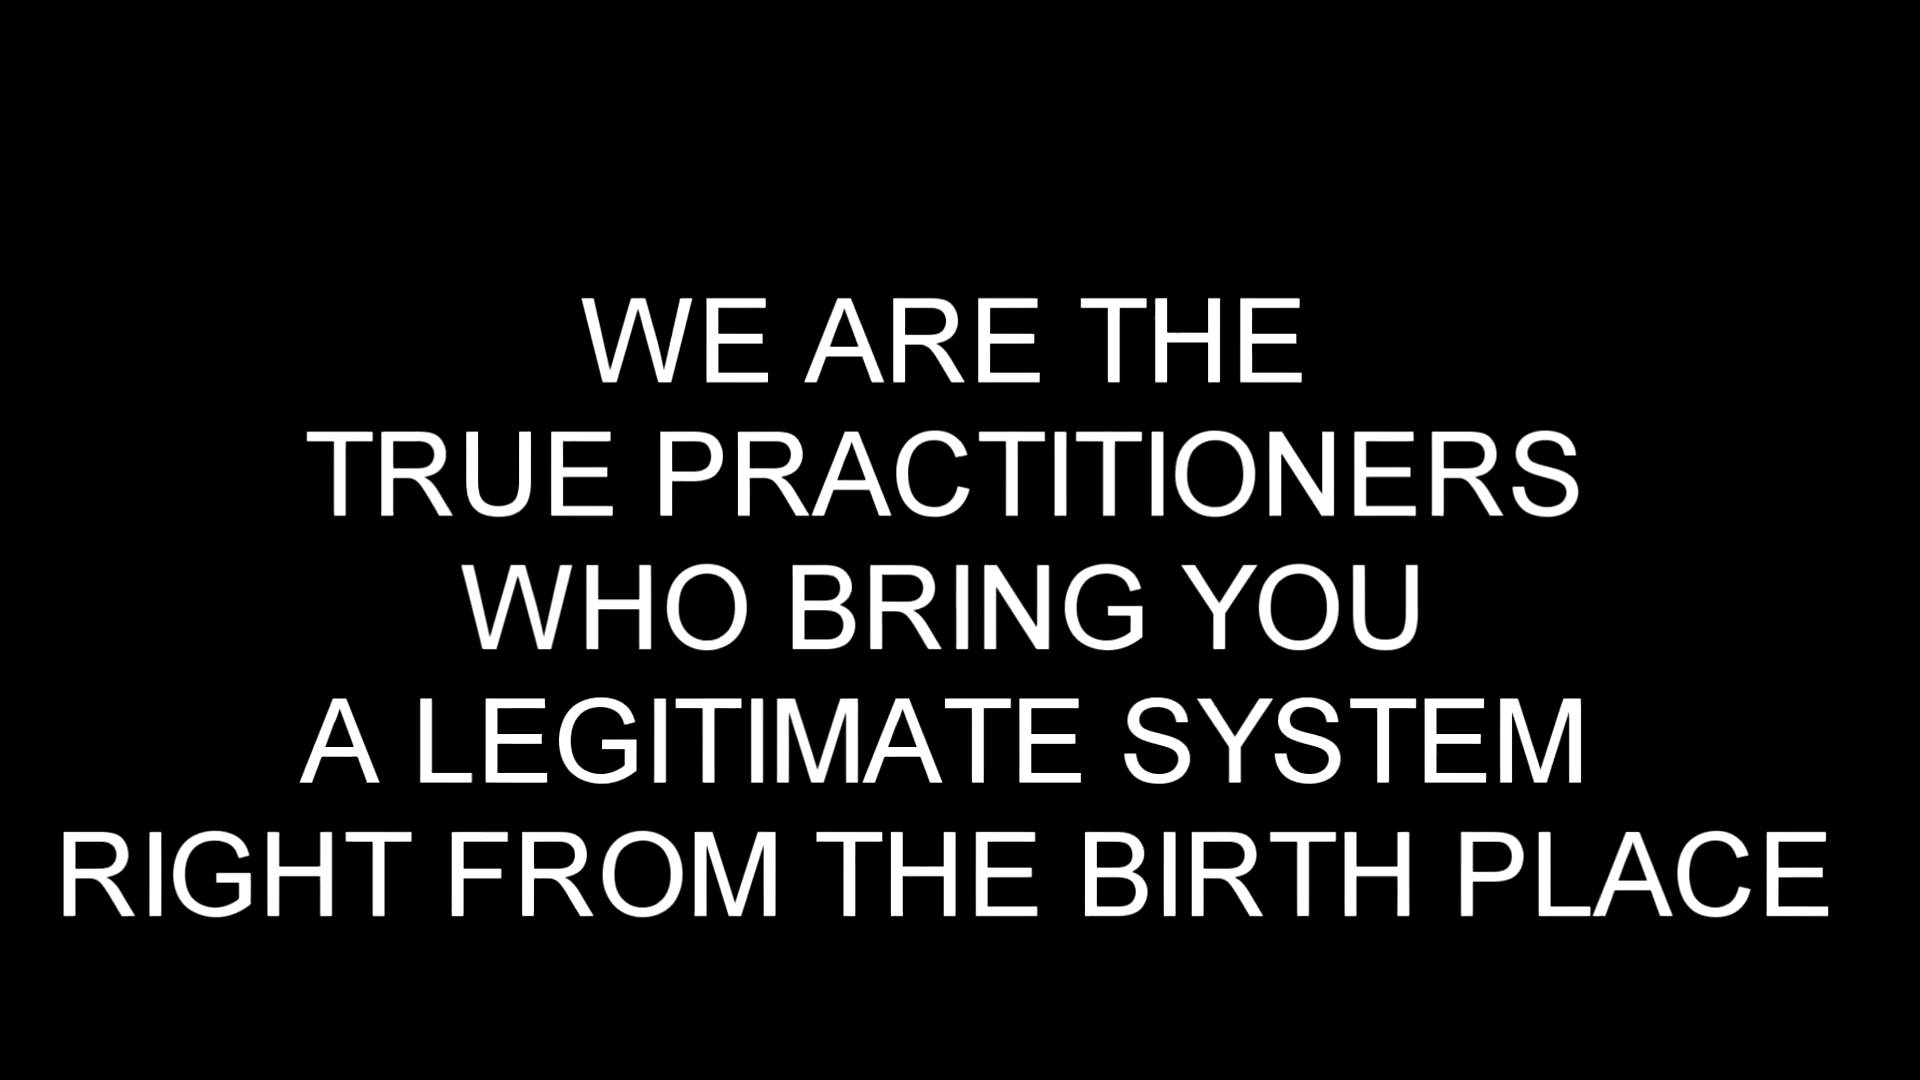 WE ARE THE
TRUE PRACTITIONERS
WHO BRING YOU
A LEGITIMATE SYSTEM
RIGHT FROM THE BIRTH PLACE